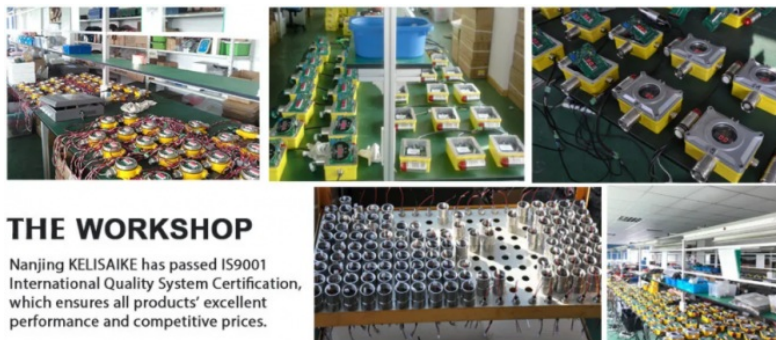 THE WORKSHOP
Nanjing KELISAIKE has passed IS9001
International Quality System Certification,
which ensures all products' excellent
performance and competitive prices.